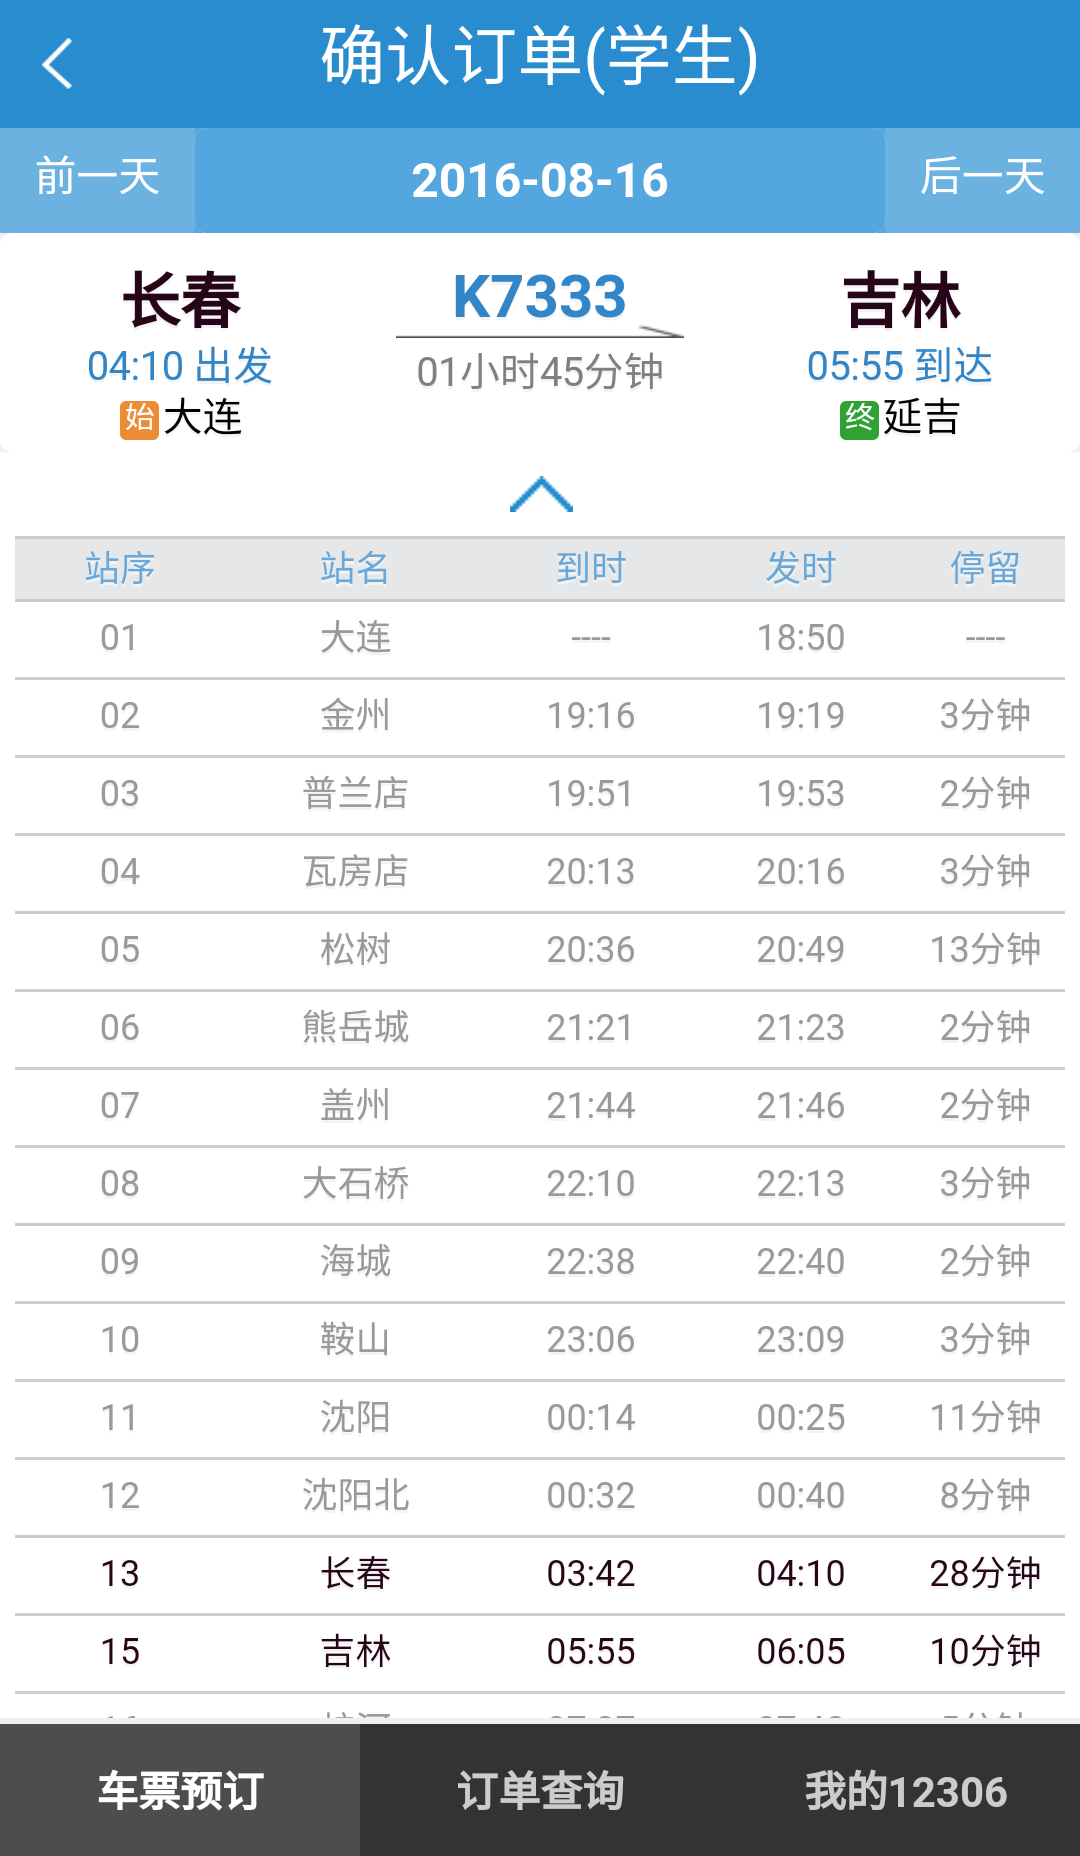 确认订单(学生)
前一天 2016-08-16 后一天
长春 K7333 吉林
04:10 出发 01小时45分钟 05:55 到达
始 大连 终 延吉
站序 站名 到时 发时 停留
01 大连 ---- 18:50 ----
02 金州 19:16 19:19 3分钟
03 普兰店 19:51 19:53 2分钟
04 瓦房店 20:13 20:16 3分钟
05 松树 20:36 20:49 13分钟
06 熊岳城 21:21 21:23 2分钟
07 盖州 21:44 21:46 2分钟
08 大石桥 22:10 22:13 3分钟
09 海城 22:38 22:40 2分钟
10 鞍山 23:06 23:09 3分钟
11 沈阳 00:14 00:25 11分钟
12 沈阳北 00:32 00:40 8分钟
13 长春 03:42 04:10 28分钟
15 吉林 05:55 06:05 10分钟
车票预订 订单查询 我的12306